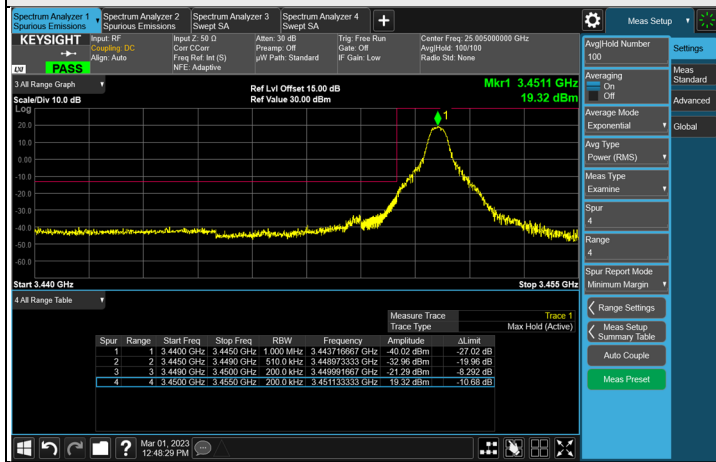 Spectrum Analyzer 1
Spurious Emissions
Spectrum Analyzer 2
Spurious Emissions
Spectrum Analyzer 3
Swept SA
Spectrum Analyzer 4
Swept SA
Meas Setup
KEYSIGHT
PASS
Input: RF
Coupling: DC
Align: Auto
Input Z: 50 Ω
Corr CCorr
Freq Ref: Int (S)
NFE: Adaptive
Atten: 30 dB
Preamp: Off
µW Path: Standard
Trig: Free Run
Gate: Off
IF Gain: Low
Center Freq: 25.005000000 GHz
Avg|Hold: 100/100
Radio Std: None
3 All Range Graph
Scale/Div 10.0 dB
Ref Lvl Offset 15.00 dB
Ref Value 30.00 dBm
Mkr1 3.4511 GHz
19.32 dBm
Log
20.0
10.0
0.00
-10.0
-20.0
-30.0
-40.0
-50.0
-60.0
1
Start 3.440 GHz
Stop 3.455 GHz
4 All Range Table
Measure Trace Trace 1
Trace Type Max Hold (Active)
Spur Range Start Freq Stop Freq RBW Frequency Amplitude ΔLimit
1 1 3.4400 GHz 3.4450 GHz 1.000 MHz 3.443716667 GHz -40.02 dBm -27.02 dB
2 2 3.4450 GHz 3.4490 GHz 510.0 kHz 3.448973333 GHz -32.96 dBm -19.96 dB
3 3 3.4490 GHz 3.4500 GHz 200.0 kHz 3.449991667 GHz -21.29 dBm -8.292 dB
4 4 3.4500 GHz 3.4550 GHz 200.0 kHz 3.451133333 GHz 19.32 dBm -10.68 dB
Avg|Hold Number
100
Averaging
On
Off
Average Mode
Exponential
Avg Type
Power (RMS)
Meas Type
Examine
Spur
4
Range
4
Spur Report Mode
Minimum Margin
Range Settings
Meas Setup
Summary Table
Auto Couple
Meas Preset
Settings
Meas
Standard
Advanced
Global
?
Mar 01, 2023
12:48:29 PM